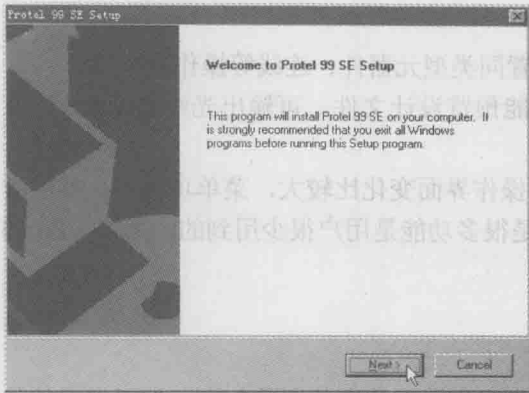 Protel 99 SE Setup
Welcome to Protel 99 SE Setup
This program will install Protel 99 SE on your computer. It
is strongly recommended that you exit all Windows
programs before running this Setup program.
Next >
Cancel